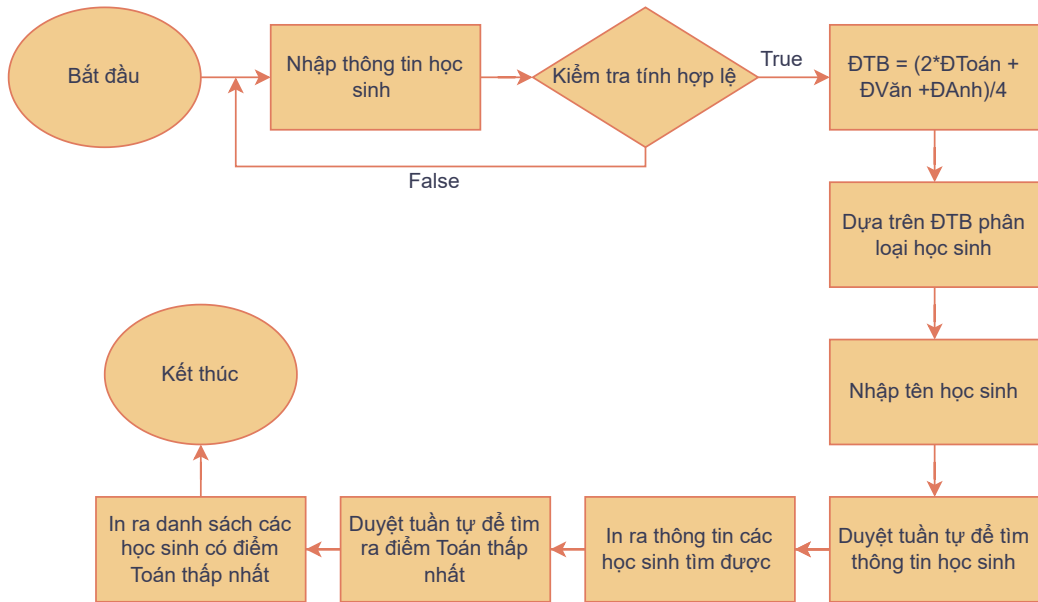 Bắt đầu
Nhập thông tin học
sinh
Kiểm tra tính hợp lệ
True
ĐTB = (2*ĐToán +
ĐVăn +ĐAnh)/4
False
Dựa trên ĐTB phân
loại học sinh
Nhập tên học sinh
Duyệt tuần tự để tìm
thông tin học sinh
In ra thông tin các
học sinh tìm được
Duyệt tuần tự để tìm
ra điểm Toán thấp
nhất
In ra danh sách các
học sinh có điểm
Toán thấp nhất
Kết thúc